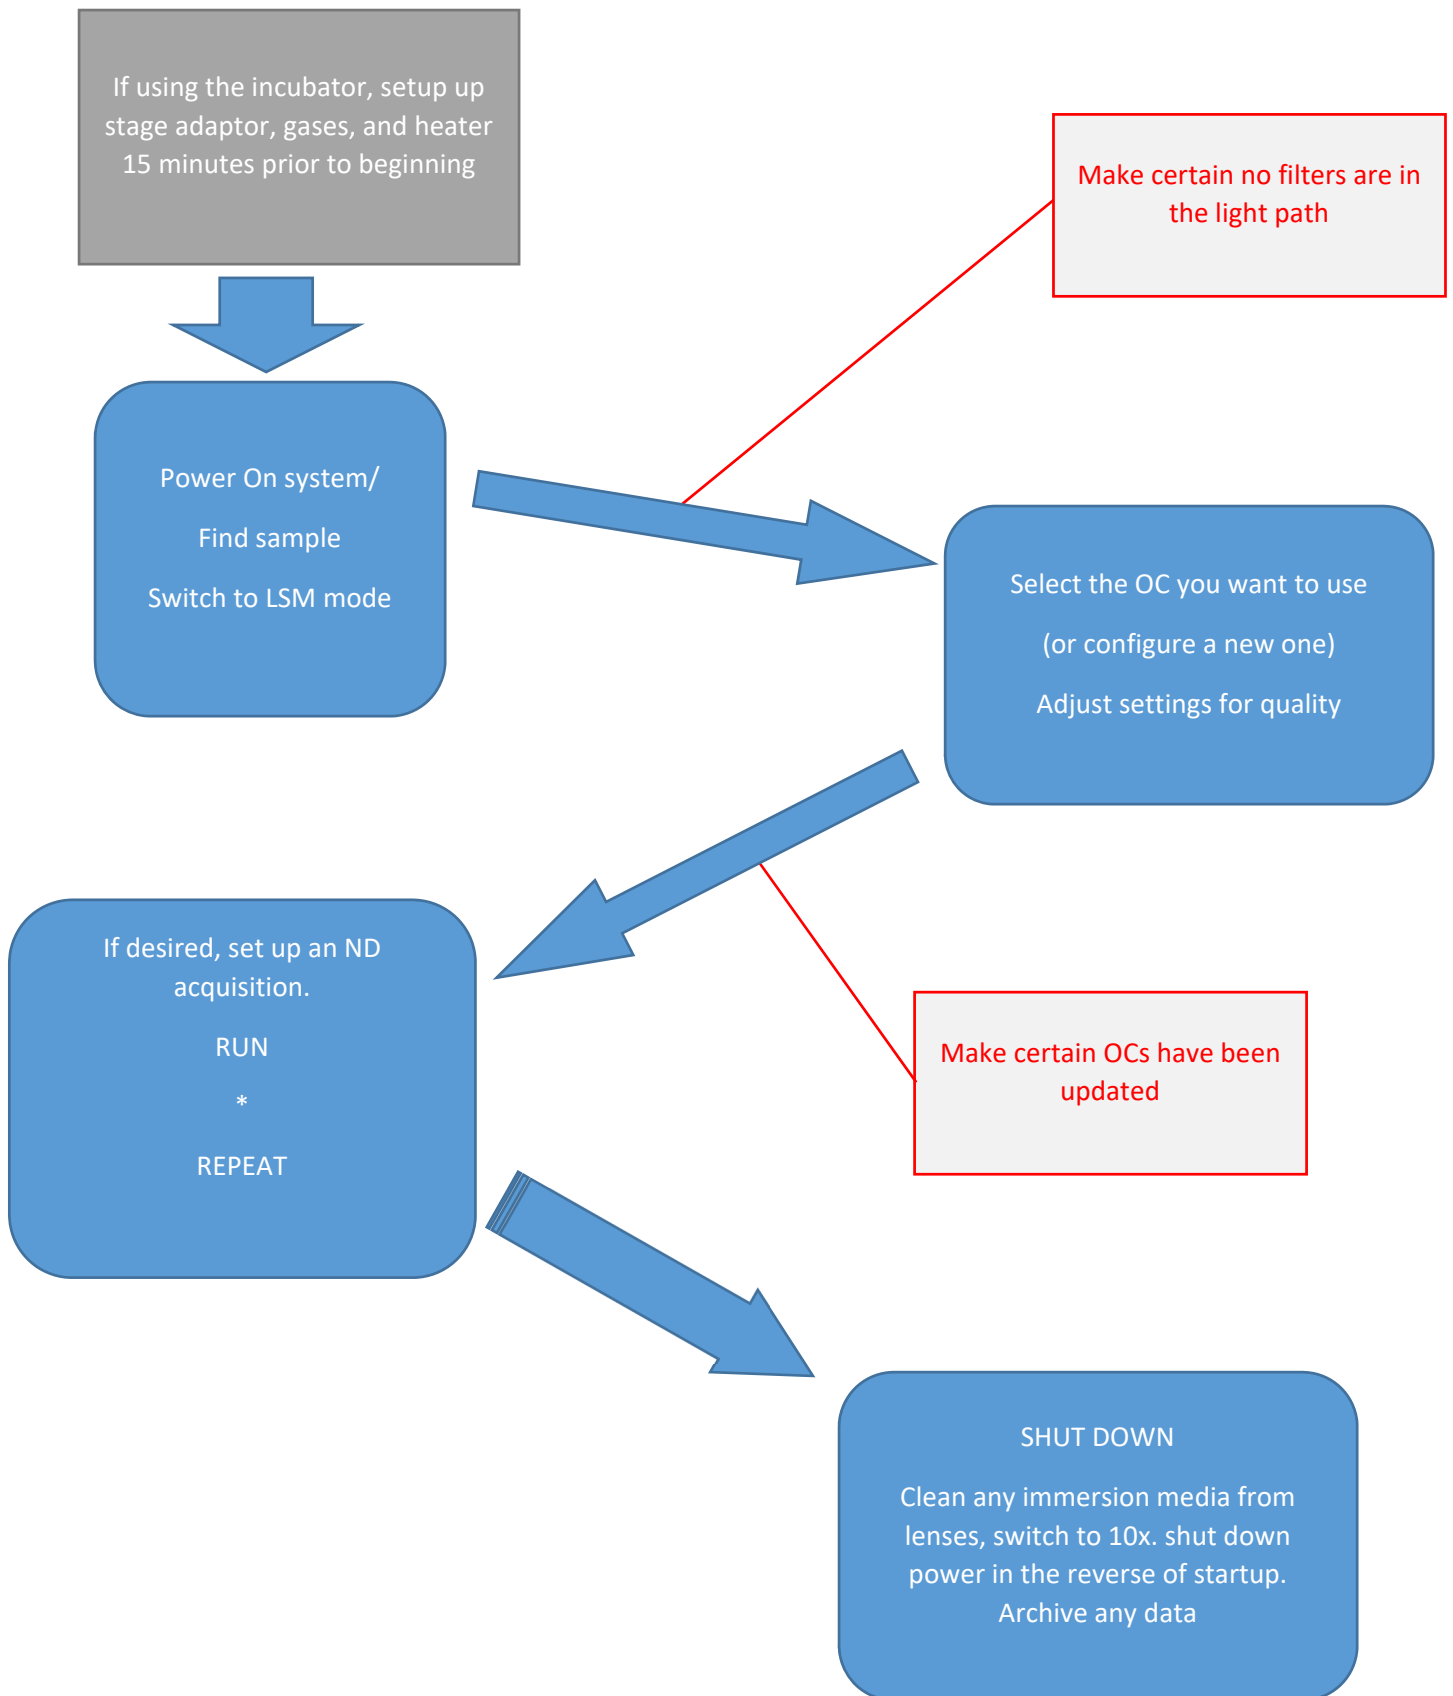 If using the incubator, setup up
stage adaptor, gases, and heater
15 minutes prior to beginning
Make certain no filters are in
the light path
Power On system/
Find sample
Switch to LSM mode
Select the OC you want to use
(or configure a new one)
Adjust settings for quality
If desired, set up an ND
acquisition.
RUN
*
REPEAT
Make certain OCs have been
updated
SHUT DOWN
Clean any immersion media from
lenses, switch to 10x. shut down
power in the reverse of startup.
Archive any data